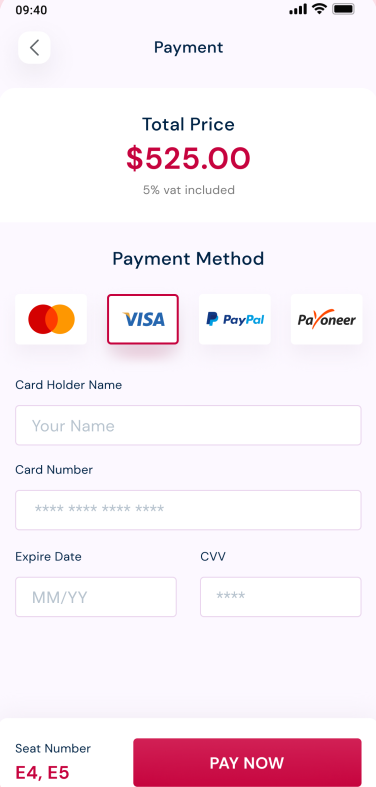 09:40
Payment
Total Price
$525.00
5% vat included
Payment Method
VISA PayPal Payoneer
Card Holder Name
Your Name
Card Number
**** **** **** ****
Expire Date CVV
MM/YY ****
Seat Number
E4, E5
PAY NOW